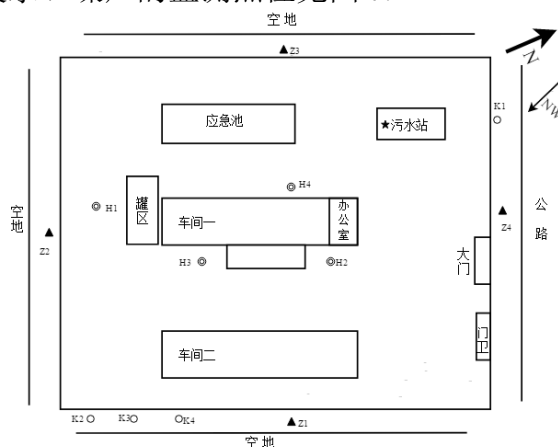 空地
Z3
N
NW
K1
应急池
★污水站
H4
罐区
H1
车间一
办公室
公路
空地
Z4
Z2
H3
H2
大门
门卫
车间二
K2
K3
K4
Z1
空地